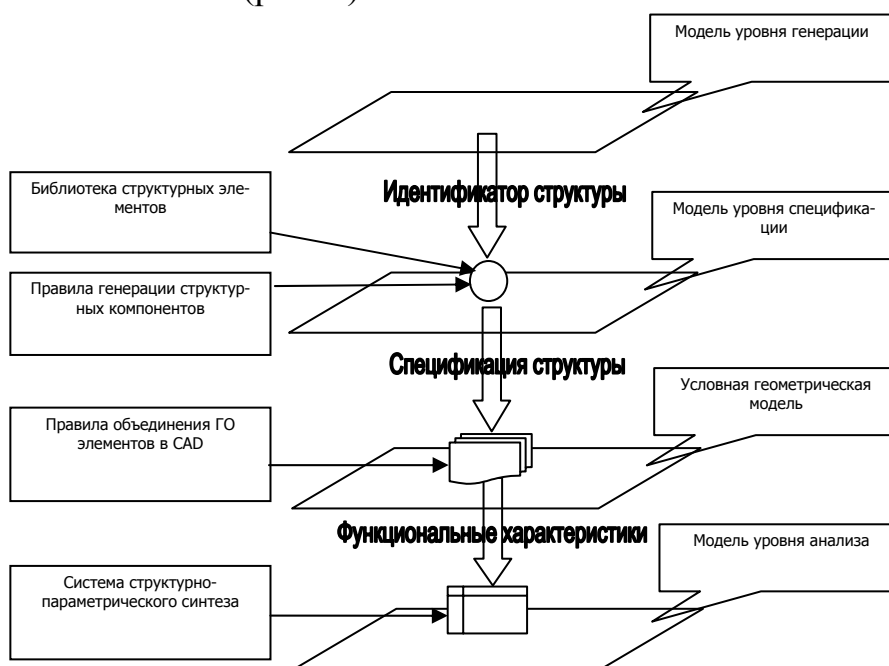 Модель уровня генерации
Идентификатор структуры
Библиотека структурных эле-
ментов
Модель уровня специфика-
ции
Правила генерации структур-
ных компонентов
Спецификация структуры
Условная геометрическая
модель
Правила объединения ГО
элементов в CAD
Функциональные характеристики
Модель уровня анализа
Система структурно-
параметрического синтеза